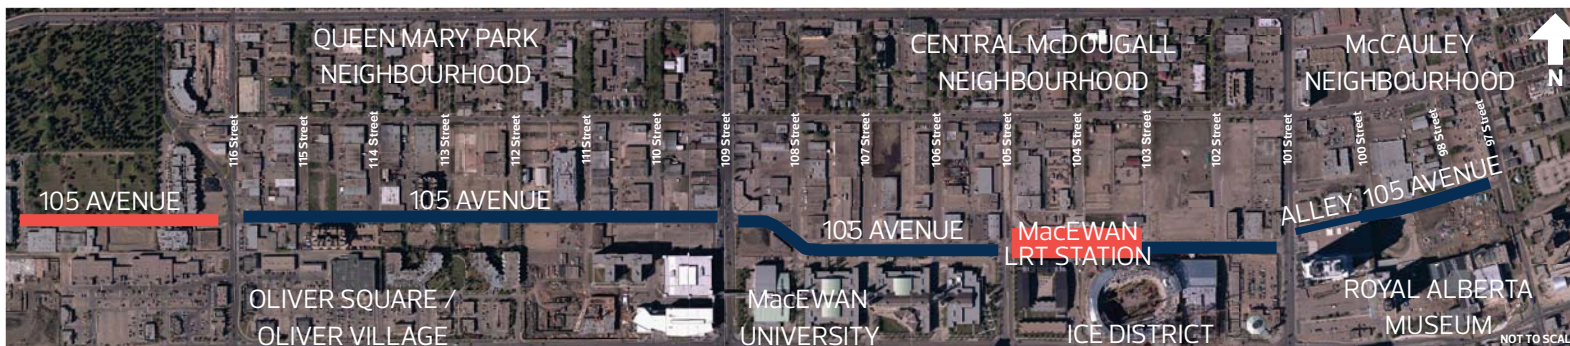 QUEEN MARY PARK
NEIGHBOURHOOD
CENTRAL McDOUGALL
NEIGHBOURHOOD
McCAULEY
NEIGHBOURHOOD
N
116 Street
115 Street
114 Street
113 Street
112 Street
111 Street
110 Street
109 Street
108 Street
107 Street
106 Street
105 Street
104 Street
103 Street
102 Street
101 Street
100 Street
98 Street
97 Street
105 AVENUE
105 AVENUE
105 AVENUE
MacEWAN
LRT STATION
ALLEY
105 AVENUE
OLIVER SQUARE /
OLIVER VILLAGE
MacEWAN
UNIVERSITY
ICE DISTRICT
ROYAL ALBERTA
MUSEUM
NOT TO SCAL